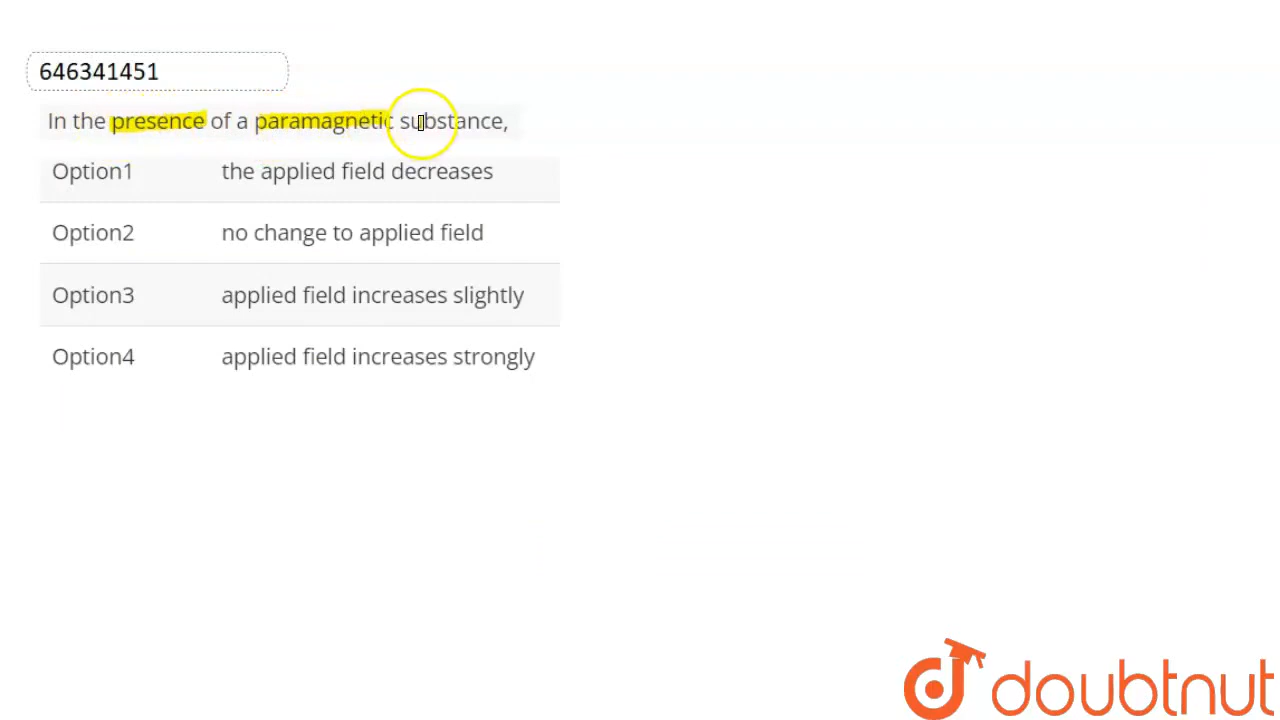 646341451
In the presence of a paramagnetic substance,
Option1 the applied field decreases
Option2 no change to applied field
Option3 applied field increases slightly
Option4 applied field increases strongly
doubtnut